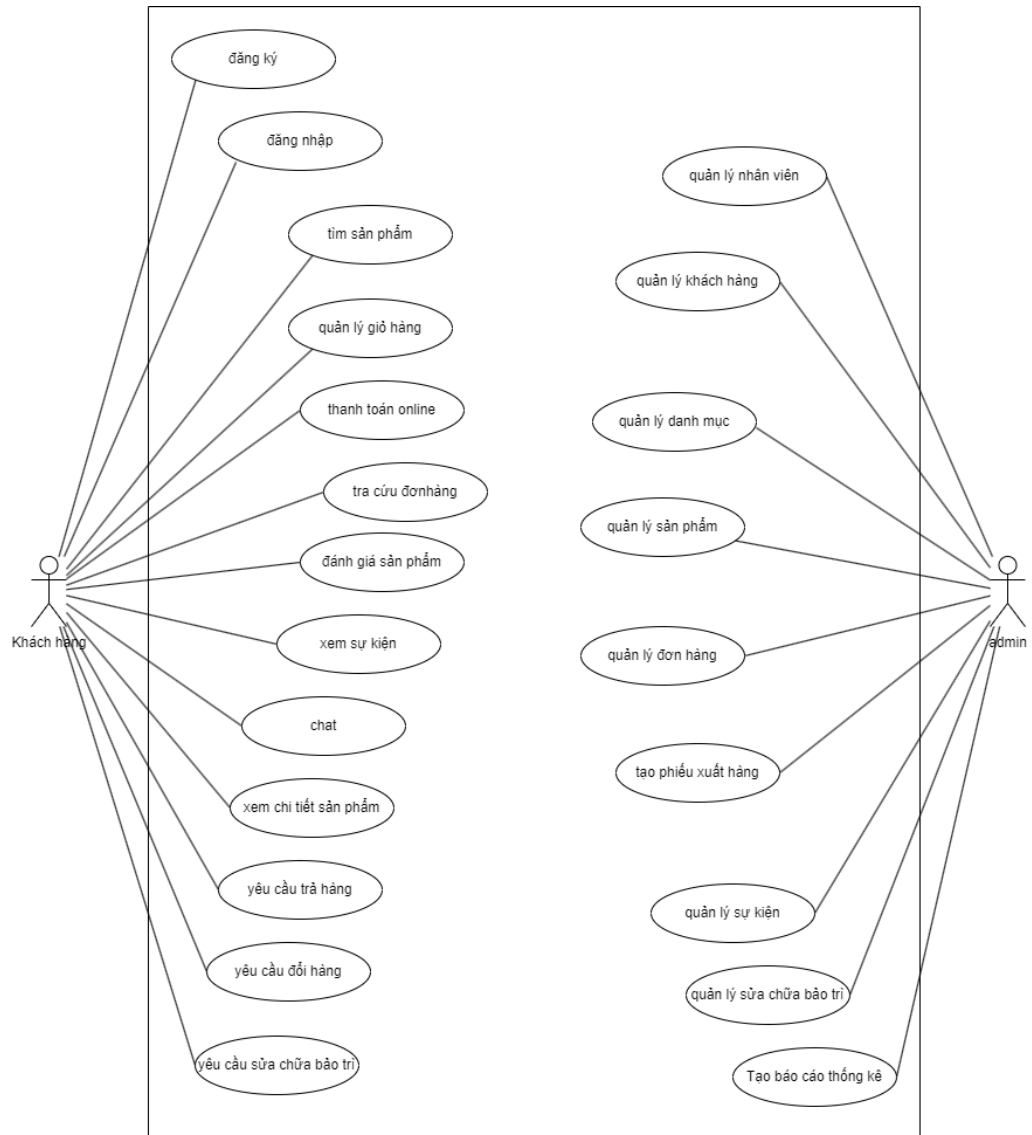 đăng ký
đăng nhập
tìm sản phẩm
quản lý giỏ hàng
thanh toán online
tra cứu đơnhàng
đánh giá sản phẩm
xem sự kiện
chat
xem chi tiết sản phẩm
yêu cầu trả hàng
yêu cầu đổi hàng
yêu cầu sửa chữa bảo trì
Khách hàng
quản lý nhân viên
quản lý khách hàng
quản lý danh mục
quản lý sản phẩm
quản lý đơn hàng
tạo phiếu xuất hàng
quản lý sự kiện
quản lý sửa chữa bảo trì
Tạo báo cáo thống kê
admin